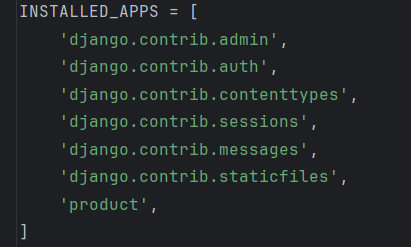 INSTALLED_APPS = [
    'django.contrib.admin',
    'django.contrib.auth',
    'django.contrib.contenttypes',
    'django.contrib.sessions',
    'django.contrib.messages',
    'django.contrib.staticfiles',
    'product',
]